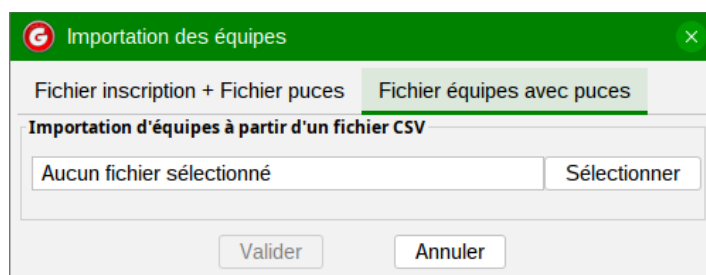 Importation des équipes
Fichier inscription + Fichier puces Fichier équipes avec puces
Importation d'équipes à partir d'un fichier CSV
Aucun fichier sélectionné Sélectionner
Valider Annuler